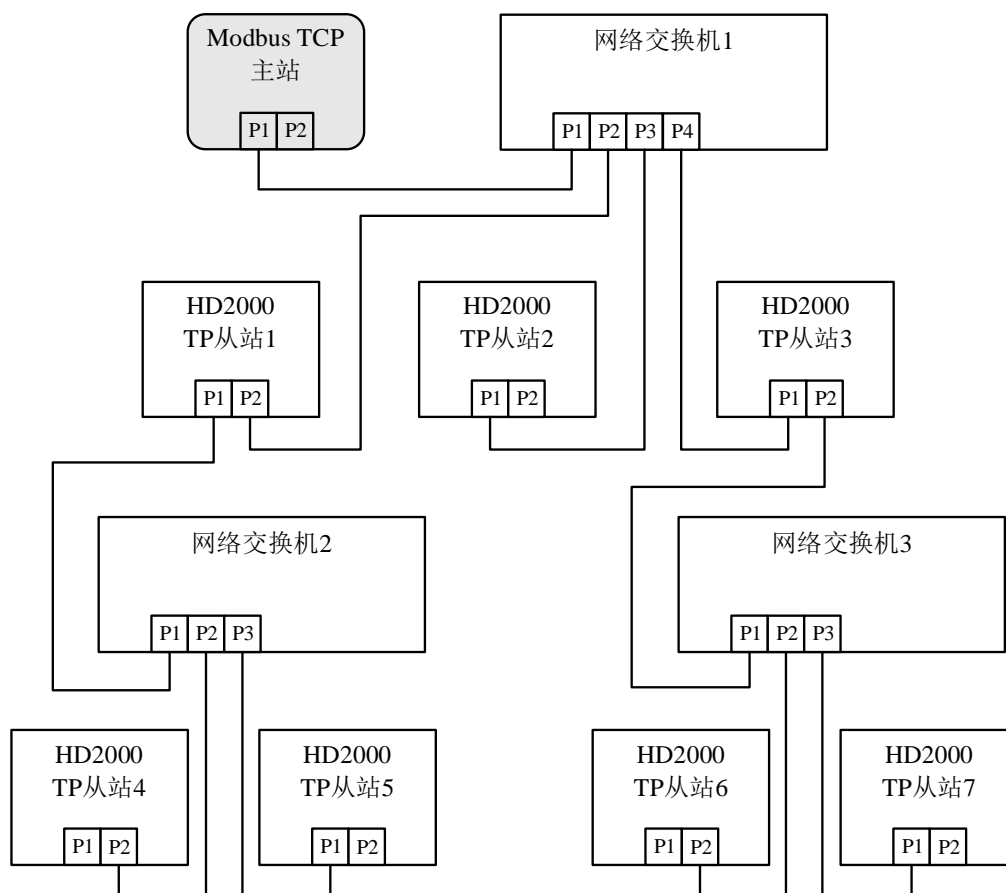 Modbus TCP
主站
P1 P2
网络交换机1
P1 P2 P3 P4
HD2000
TP从站1
P1 P2
HD2000
TP从站2
P1 P2
HD2000
TP从站3
P1 P2
网络交换机2
P1 P2 P3
网络交换机3
P1 P2 P3
HD2000
TP从站4
P1 P2
HD2000
TP从站5
P1 P2
HD2000
TP从站6
P1 P2
HD2000
TP从站7
P1 P2